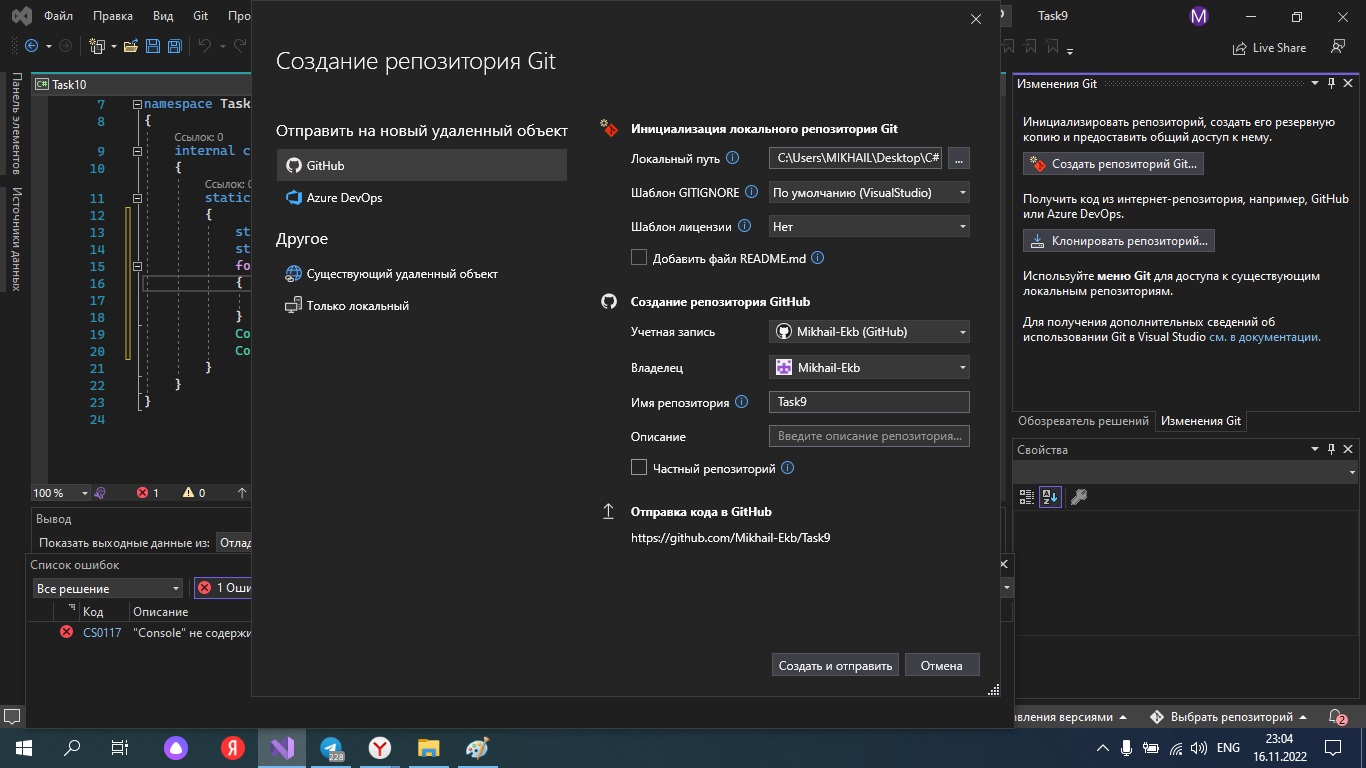 Файл Правка Вид Git
Task9
M
Live Share
Создание репозитория Git
Отправить на новый удаленный объект
GitHub
Azure DevOps
Другое
Существующий удаленный объект
Только локальный
Инициализация локального репозитория Git
Локальный путь C:\Users\MIKHAIL\Desktop\C# ...
Шаблон GITIGNORE По умолчанию (VisualStudio)
Шаблон лицензии Нет
Добавить файл README.md
Создание репозитория GitHub
Учетная запись Mikhail-Ekb (GitHub)
Владелец Mikhail-Ekb
Имя репозитория Task9
Описание Введите описание репозитория...
Частный репозиторий
Отправка кода в GitHub
https://github.com/Mikhail-Ekb/Task9
Создать и отправить Отмена
Панель элементов
Источники данных
C# Task10
7 namespace Task
8 {
Ссылок: 0
9 internal c
10 {
Ссылок: 0
11 static
12 {
13 st
14 st
15 fo
16 {
17
18 }
19 Co
20 Co
21 }
22 }
23 }
24
100 % 1 0
Вывод
Показать выходные данные из: Отлад
Список ошибок
Все решение 1 Оши
Код Описание
CS0117 "Console" не содержи
Изменения Git
Инициализировать репозиторий, создать его резервную
копию и предоставить общий доступ к нему.
Создать репозиторий Git...
Получить код из интернет-репозитория, например, GitHub
или Azure DevOps.
Клонировать репозиторий...
Используйте меню Git для доступа к существующим
локальным репозиториям.
Для получения дополнительных сведений об
использовании Git в Visual Studio см. в документации.
Обозреватель решений Изменения Git
Свойства
вления версиями Выбрать репозиторий 2
228
ENG
23:04
16.11.2022